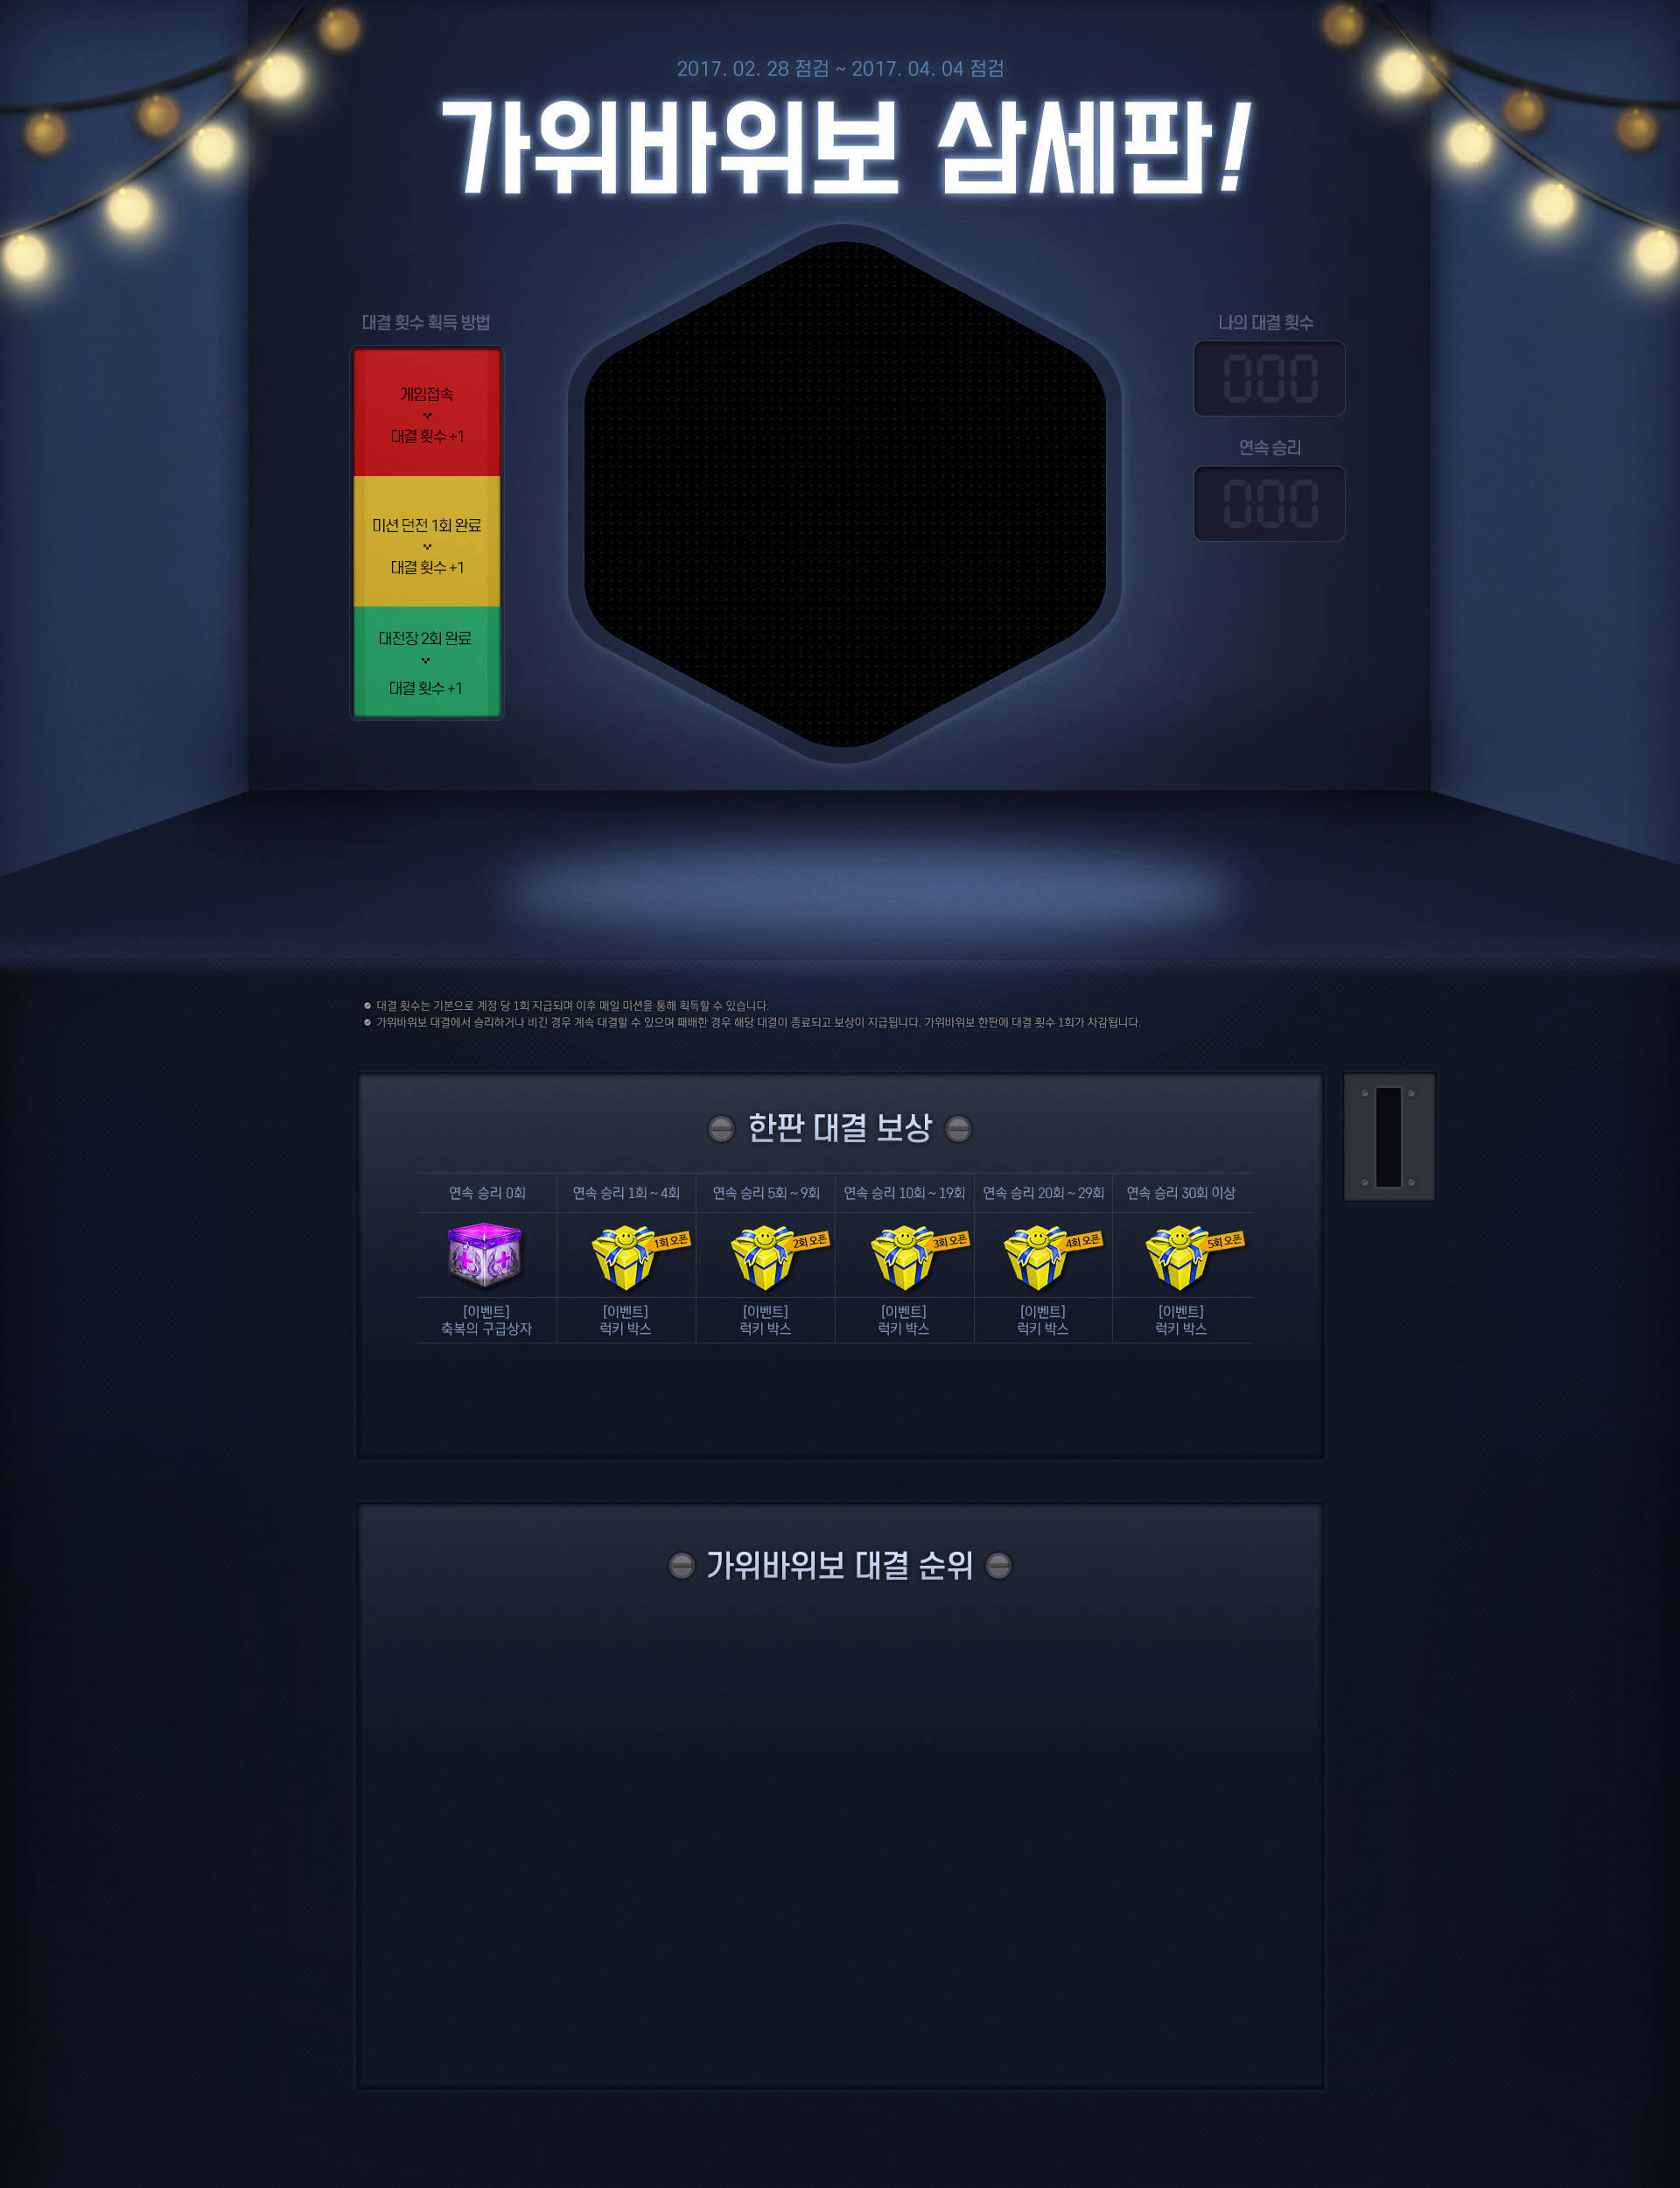 2017. 02. 28 점검 ~ 2017. 04. 04 점검
가위바위보 삼세판!
대결 횟수 획득 방법
게임접속
대결 횟수 +1
미션 던전 1회 완료
대결 횟수 +1
대전장 2회 완료
대결 횟수 +1
나의 대결 횟수
000
연속 승리
000
대결 횟수는 기본으로 계정 당 1회 지급되며 이후 매일 미션을 통해 획득할 수 있습니다.
가위바위보 대결에서 승리하거나 비긴 경우 계속 대결할 수 있으며 패배한 경우 해당 대결이 종료되고 보상이 지급됩니다. 가위바위보 한판에 대결 횟수 1회가 차감됩니다.
한판 대결 보상
연속 승리 0회 연속 승리 1회 ~ 4회 연속 승리 5회 ~ 9회 연속 승리 10회 ~ 19회 연속 승리 20회 ~ 29회 연속 승리 30회 이상
1회 오픈 2회 오픈 3회 오픈 4회 오픈 5회 오픈
[이벤트] [이벤트] [이벤트] [이벤트] [이벤트] [이벤트]
축복의 구급상자 럭키 박스 럭키 박스 럭키 박스 럭키 박스 럭키 박스
가위바위보 대결 순위